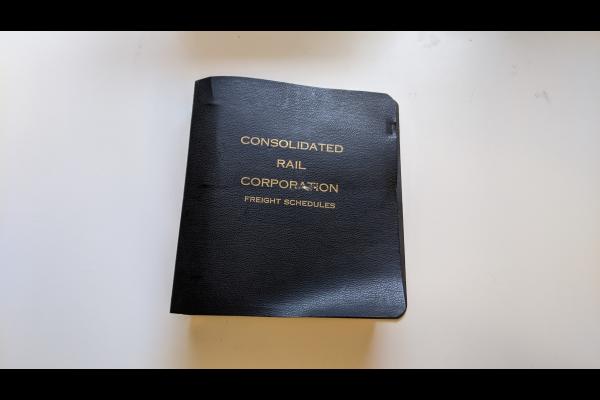 CONSOLIDATED
RAIL
CORPORATION
FREIGHT SCHEDULES